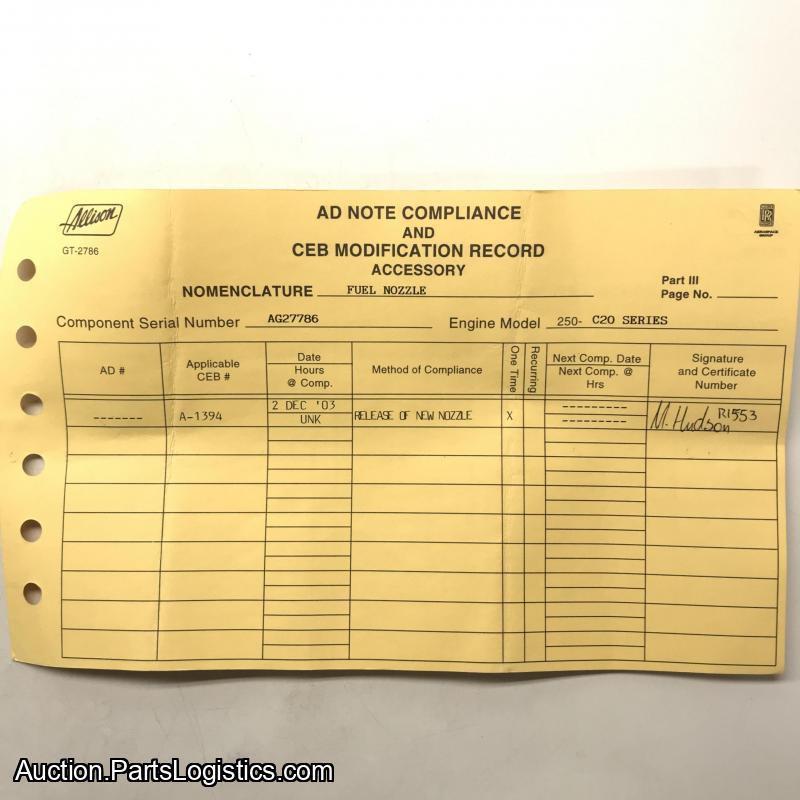 Allison
GT-2786
AD NOTE COMPLIANCE
AND
CEB MODIFICATION RECORD
ACCESSORY
RR
AEROSPACE
GROUP
NOMENCLATURE FUEL NOZZLE
Part III
Page No.
Component Serial Number AG27786
Engine Model 250- C20 SERIES
AD #
Applicable
CEB #
Date
Hours
@ Comp.
Method of Compliance
One Time
Recurring
Next Comp. Date
Next Comp. @
Hrs
Signature
and Certificate
Number
-------
A-1394
2 DEC '03
UNK
RELEASE OF NEW NOZZLE
X
---------
---------
M. Hudson R1553
Auction.PartsLogistics.com